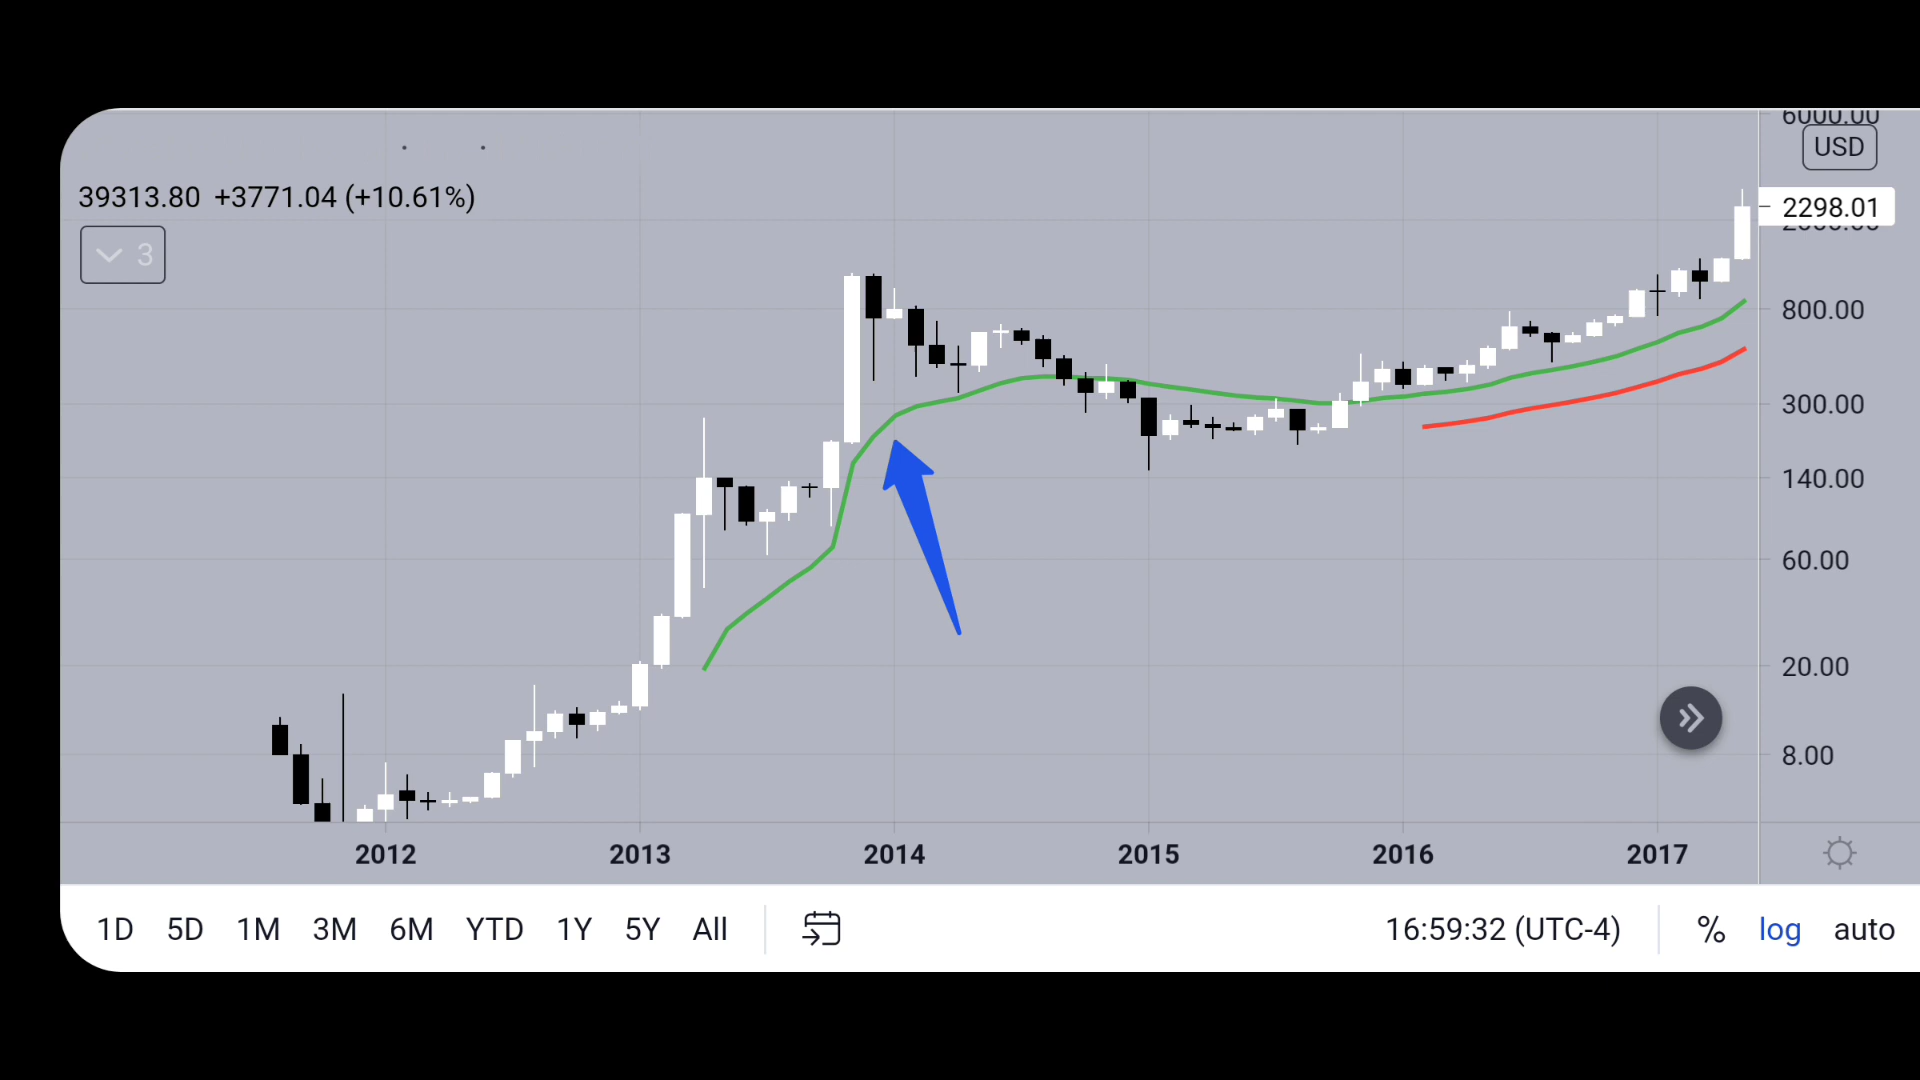 6000.00
USD
39313.80 +3771.04 (+10.61%)
2298.01
3
800.00
300.00
140.00
60.00
20.00
8.00
2012 2013 2014 2015 2016 2017
1D 5D 1M 3M 6M YTD 1Y 5Y All 16:59:32 (UTC-4) % log auto